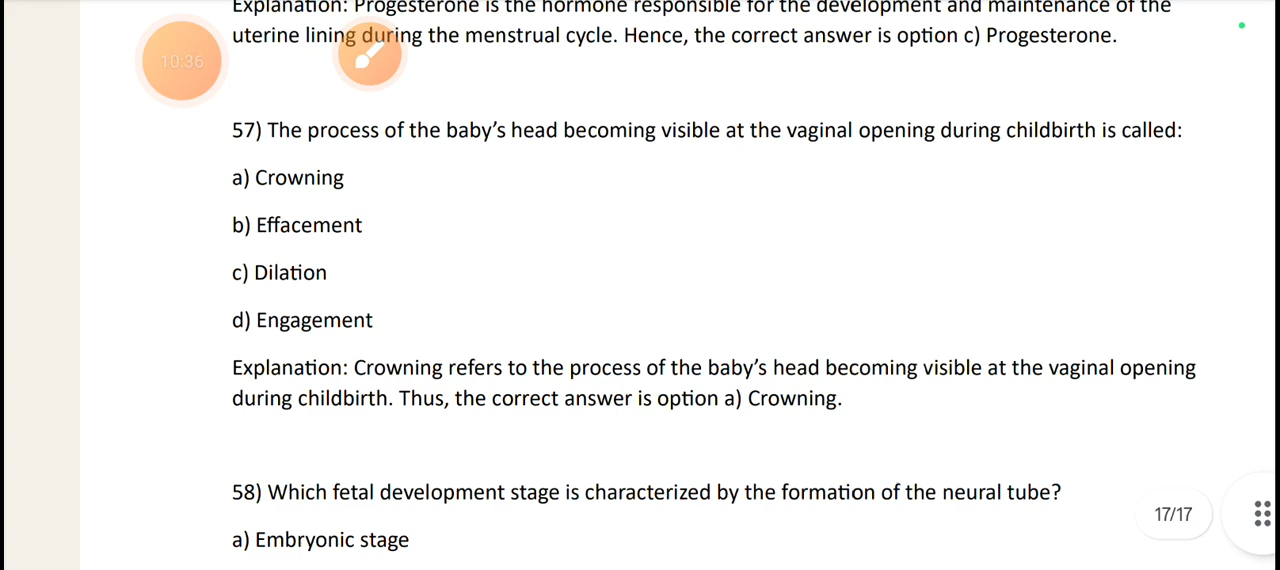 Explanation: Progesterone is the hormone responsible for the development and maintenance of the
uterine lining during the menstrual cycle. Hence, the correct answer is option c) Progesterone.
10:36
57) The process of the baby’s head becoming visible at the vaginal opening during childbirth is called:
a) Crowning
b) Effacement
c) Dilation
d) Engagement
Explanation: Crowning refers to the process of the baby’s head becoming visible at the vaginal opening
during childbirth. Thus, the correct answer is option a) Crowning.
58) Which fetal development stage is characterized by the formation of the neural tube?
17/17
a) Embryonic stage